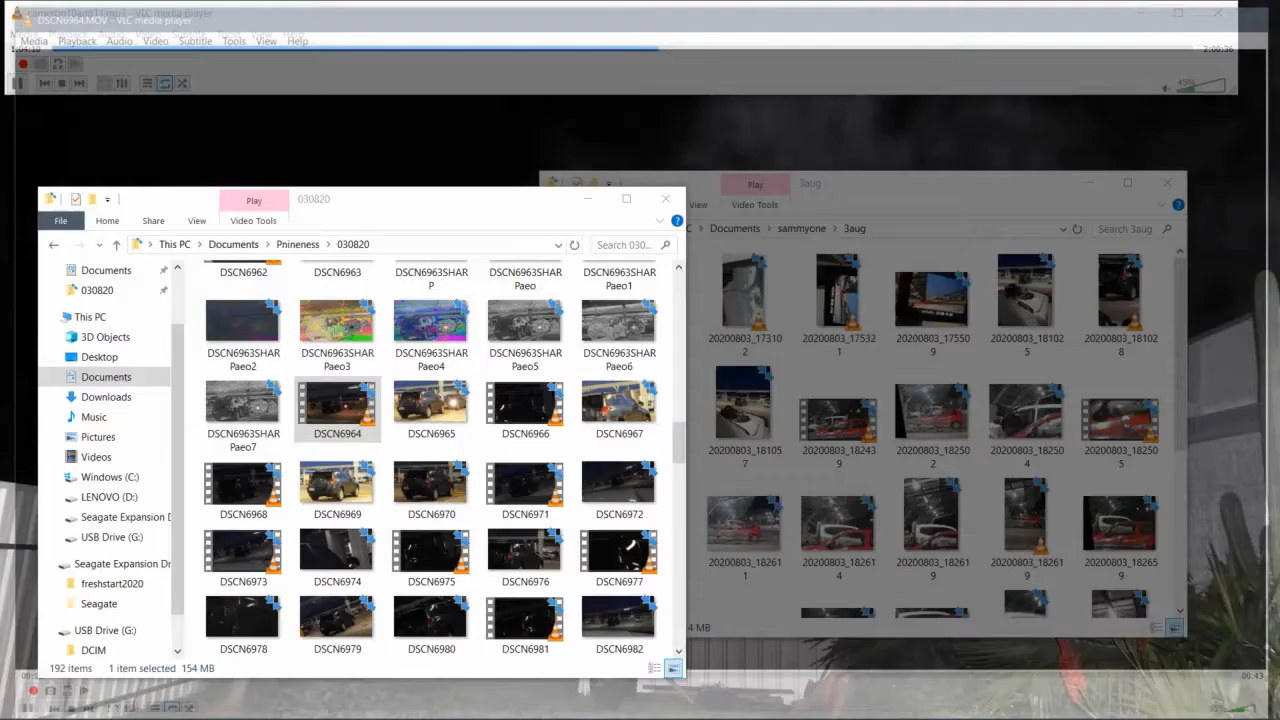 DSCN6964.MOV - VLC media player
Media Playback Audio Video Subtitle Tools View Help
1:04:10
2:00:36
45%
Play
030820
File Home Share View Video Tools
This PC Documents Pnineness 030820
Search 030...
Documents
030820
This PC
3D Objects
Desktop
Documents
Downloads
Music
Pictures
Videos
Windows (C:)
LENOVO (D:)
Seagate Expansion D
USB Drive (G:)
Seagate Expansion Dr
freshstart2020
Seagate
USB Drive (G:)
DCIM
DSCN6962 DSCN6963 DSCN6963SHAR DSCN6963SHAR DSCN6963SHAR
P Paeo Paeo1
DSCN6963SHAR DSCN6963SHAR DSCN6963SHAR DSCN6963SHAR DSCN6963SHAR
Paeo2 Paeo3 Paeo4 Paeo5 Paeo6
DSCN6963SHAR DSCN6964 DSCN6965 DSCN6966 DSCN6967
Paeo7
DSCN6968 DSCN6969 DSCN6970 DSCN6971 DSCN6972
DSCN6973 DSCN6974 DSCN6975 DSCN6976 DSCN6977
DSCN6978 DSCN6979 DSCN6980 DSCN6981 DSCN6982
192 items 1 item selected 154 MB
Play
3aug
View Video Tools
C Documents sammyone 3aug
Search 3aug
20200803_17310 20200803_17532 20200803_17550 20200803_18102 20200803_18102
2 1 9 5 8
20200803_18105 20200803_18243 20200803_18250 20200803_18250 20200803_18250
7 9 2 4 5
20200803_18261 20200803_18261 20200803_18261 20200803_18261 20200803_18265
1 4 9 9 9
4 MB
00:43